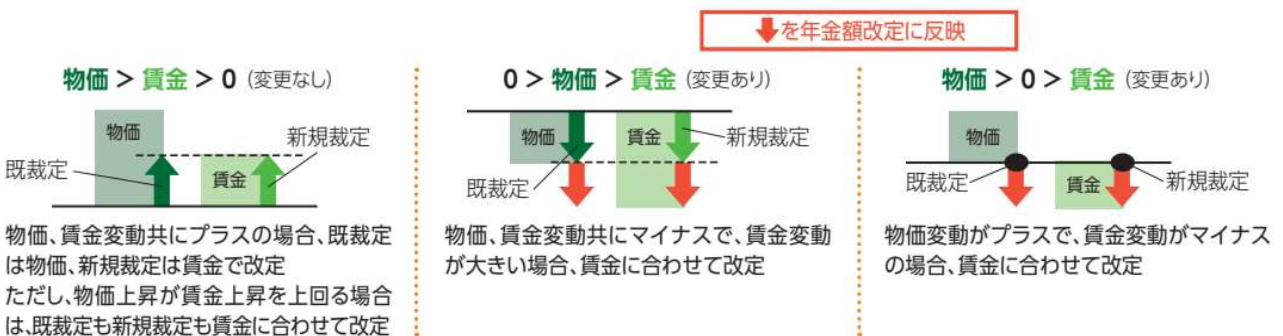 ⬇を年金額改定に反映
物価 > 賃金 > 0 (変更なし)
物価
新規裁定
既裁定
賃金
物価、賃金変動共にプラスの場合、既裁定
は物価、新規裁定は賃金で改定
ただし、物価上昇が賃金上昇を上回る場合
は、既裁定も新規裁定も賃金に合わせて改定
0 > 物価 > 賃金 (変更あり)
物価
賃金
新規裁定
既裁定
物価、賃金変動共にマイナスで、賃金変動
が大きい場合、賃金に合わせて改定
物価 > 0 > 賃金 (変更あり)
物価
既裁定
賃金
新規裁定
物価変動がプラスで、賃金変動がマイナス
の場合、賃金に合わせて改定